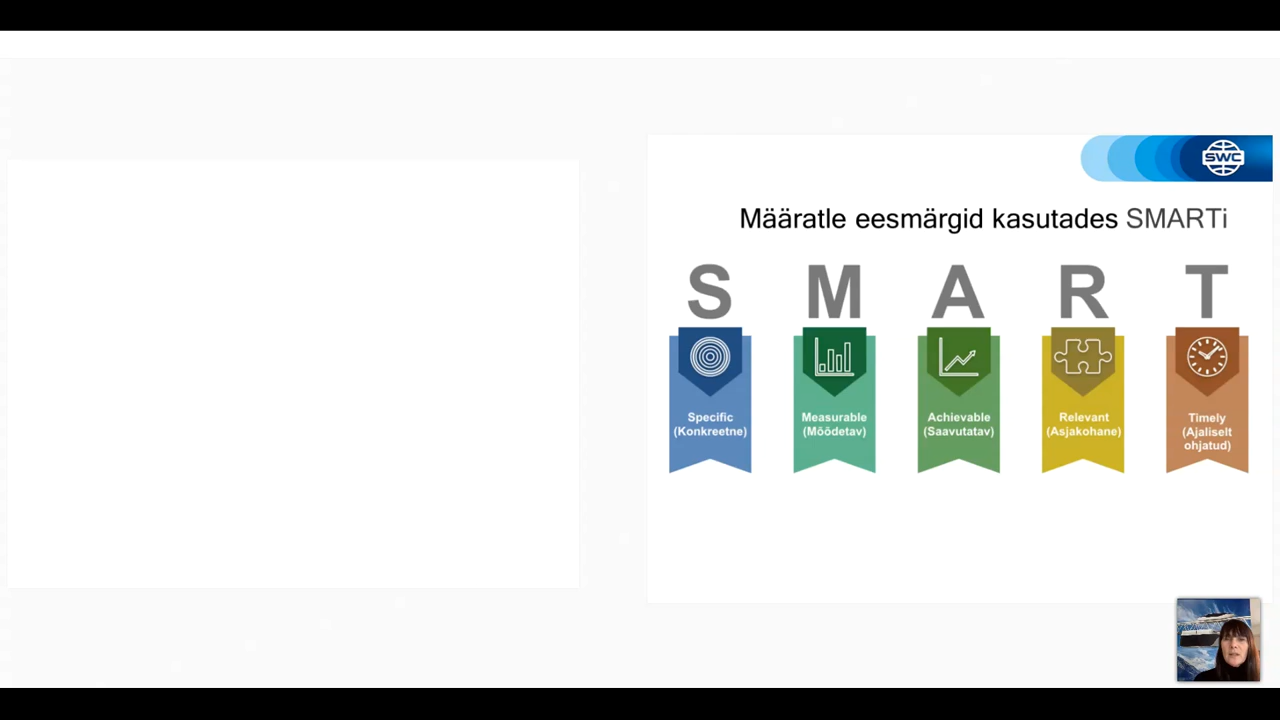 SWC
Määratle eesmärgid kasutades SMARTi
S M A R T
Specific
(Konkreetne)
Measurable
(Mõõdetav)
Achievable
(Saavutatav)
Relevant
(Asjakohane)
Timely
(Ajaliselt
ohjatud)